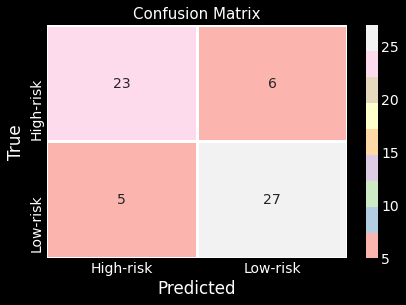 Confusion Matrix
True
High-risk
23
6
25
20
15
10
5
Low-risk
5
27
High-risk
Low-risk
Predicted